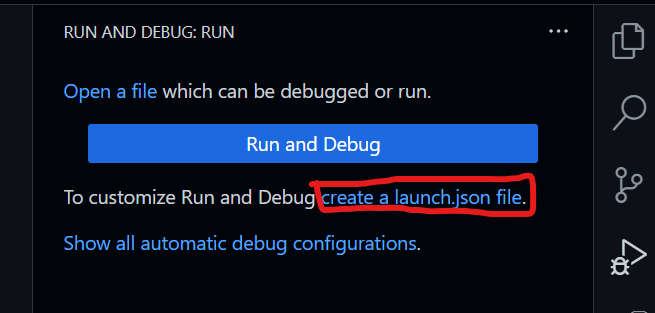 RUN AND DEBUG: RUN
Open a file which can be debugged or run.
Run and Debug
To customize Run and Debug create a launch.json file.
Show all automatic debug configurations.